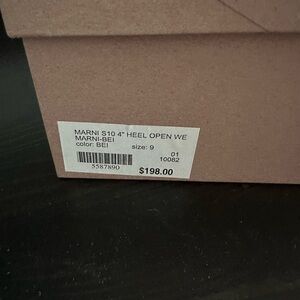 MARNI S10 4" HEEL OPEN WE
MARNI-BEI
color: BEI size: 9
01
10082
5587890
$198.00